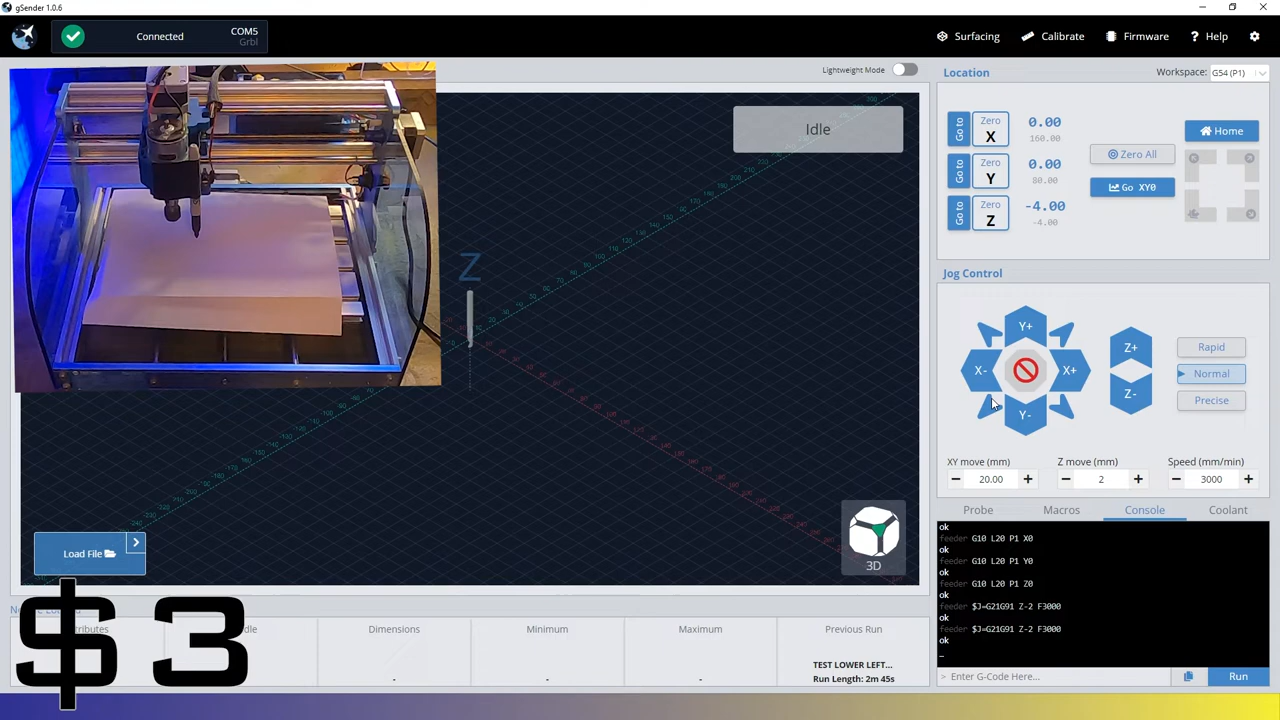 gSender 1.0.6
Connected
COM5
Grbl
Surfacing
Calibrate
Firmware
Help
Lightweight Mode
Idle
Location
Workspace:
G54 (P1)
Go to
Zero
X
0.00
160.00
Go to
Zero
Y
0.00
80.00
Go to
Zero
Z
-4.00
-4.00
Zero All
Go XY0
Home
Z
Jog Control
Y+
X-
X+
Y-
Z+
Z-
Rapid
Normal
Precise
XY move (mm)
Z move (mm)
Speed (mm/min)
20.00
2
3000
Load File
3D
Probe
Macros
Console
Coolant
ok
feeder G10 L20 P1 X0
ok
feeder G10 L20 P1 Y0
ok
feeder G10 L20 P1 Z0
ok
feeder $J=G21G91 Z-2 F3000
ok
feeder $J=G21G91 Z-2 F3000
ok
> Enter G-Code Here...
Run
Dimensions
Minimum
Maximum
Previous Run
-
-
-
TEST LOWER LEFT...
Run Length: 2m 45s
$3